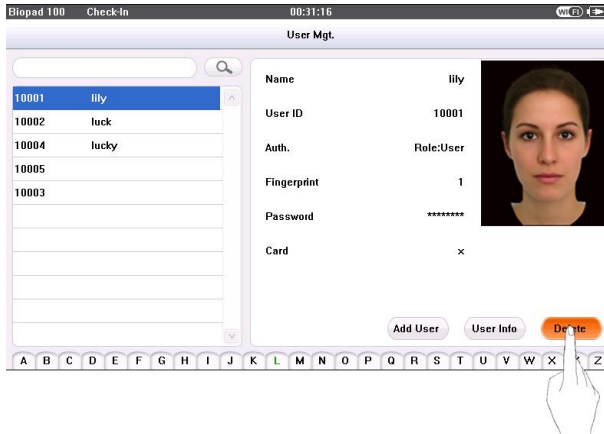 Biopad 100 Check-In 00:31:16 WIFI
User Mgt.
Name lily
10001 lily
User ID 10001
10002 luck
10004 lucky
Auth. Role:User
10005
Fingerprint 1
10003
Password ********
Card ×
Add User User Info Delete
A B C D E F G H I J K L M N O P Q R S T U V W X Y Z